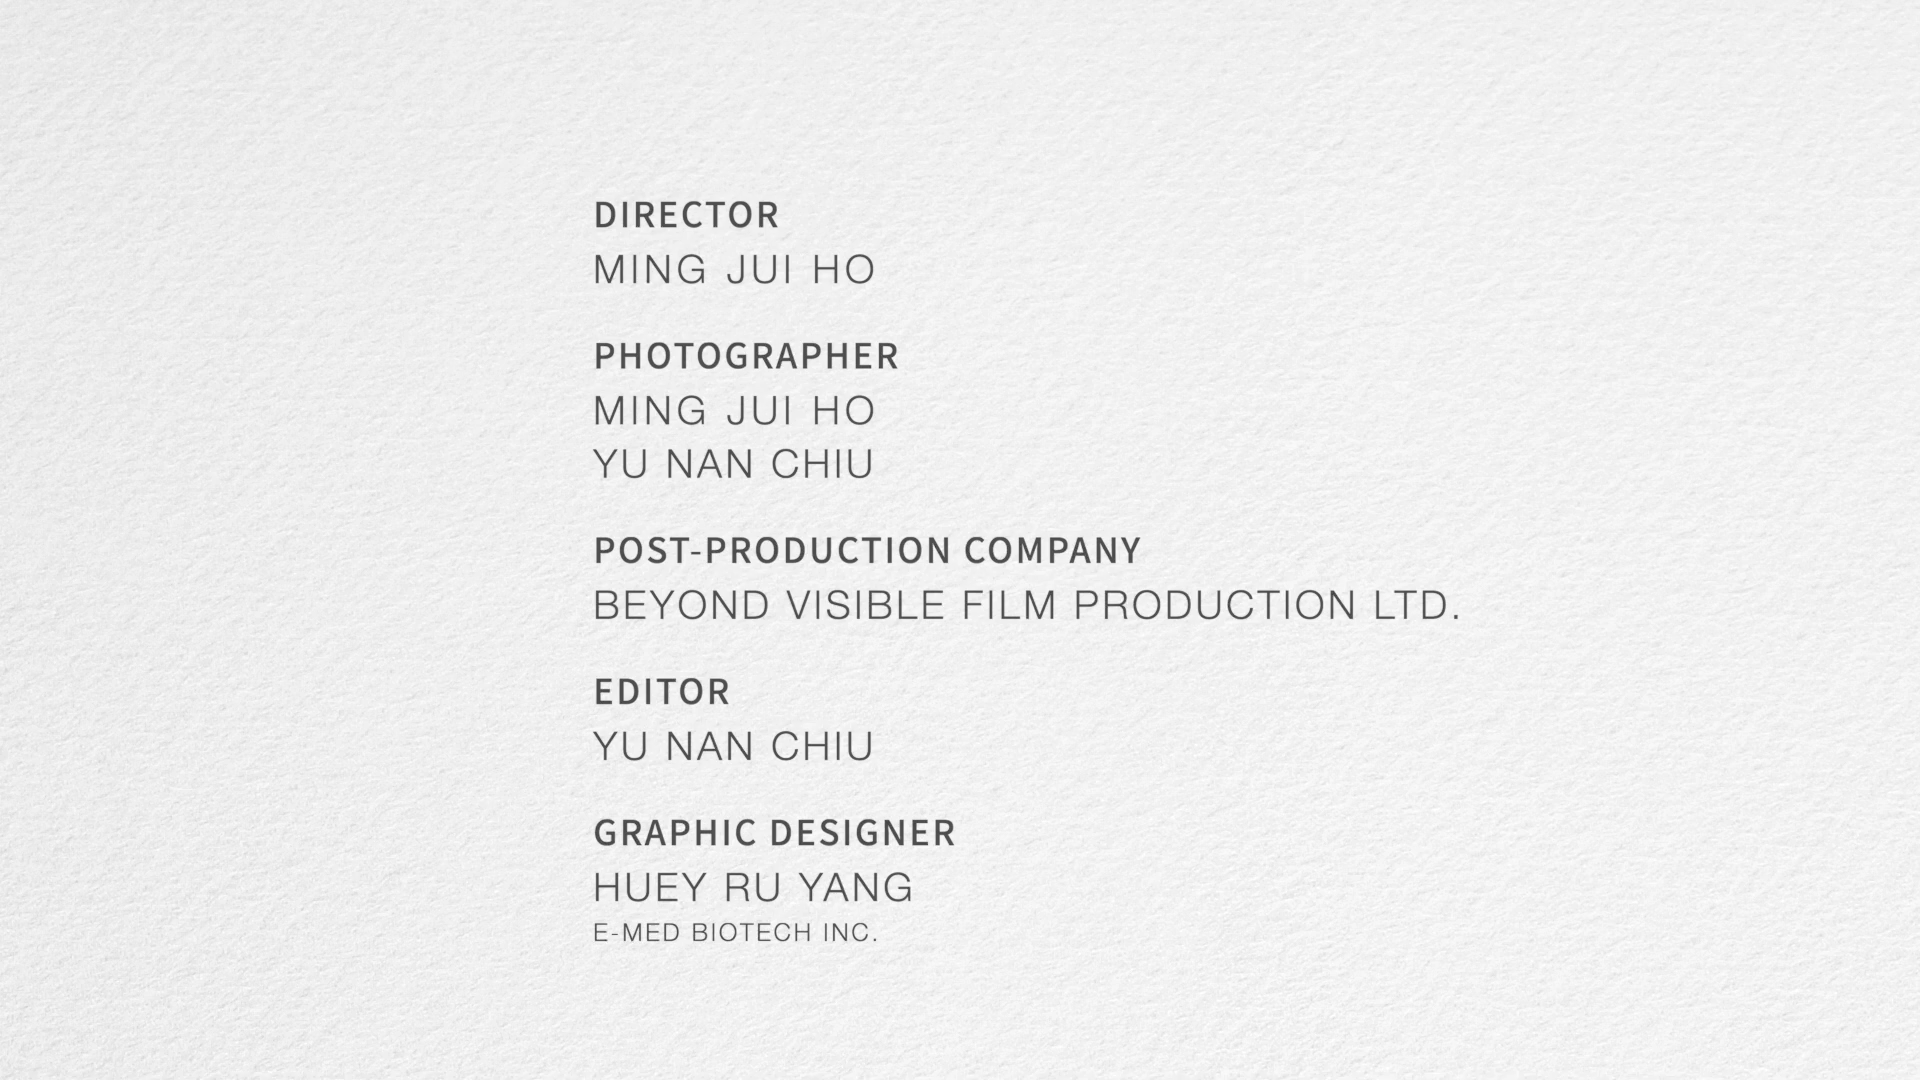 DIRECTOR
MING JUI HO
PHOTOGRAPHER
MING JUI HO
YU NAN CHIU
POST-PRODUCTION COMPANY
BEYOND VISIBLE FILM PRODUCTION LTD.
EDITOR
YU NAN CHIU
GRAPHIC DESIGNER
HUEY RU YANG
E-MED BIOTECH INC.